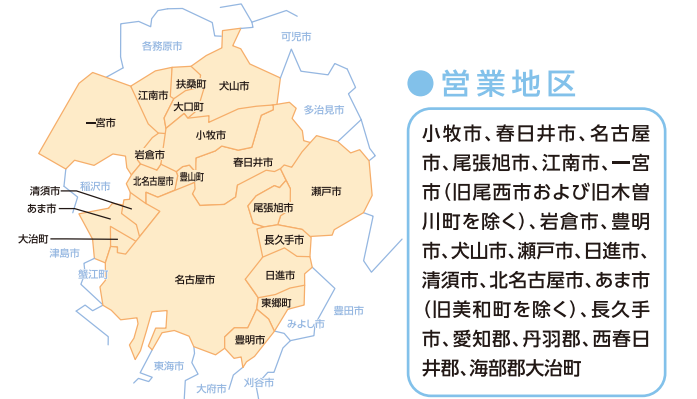 可児市
各務原市
扶桑町
犬山市
江南市
大口町
多治見市
一宮市
小牧市
岩倉市
春日井市
豊山町
北名古屋市
稲沢市
清須市
瀬戸市
あま市
尾張旭市
大治町
長久手市
津島市
蟹江町
名古屋市
日進市
東郷町
豊田市
みよし市
豊明市
東海市
大府市
刈谷市
●営業地区
小牧市、春日井市、名古屋
市、尾張旭市、江南市、一宮
市(旧尾西市および旧木曽
川町を除く)、岩倉市、豊明
市、犬山市、瀬戸市、日進市、
清須市、北名古屋市、あま市
(旧美和町を除く)、長久手
市、愛知郡、丹羽郡、西春日
井郡、海部郡大治町